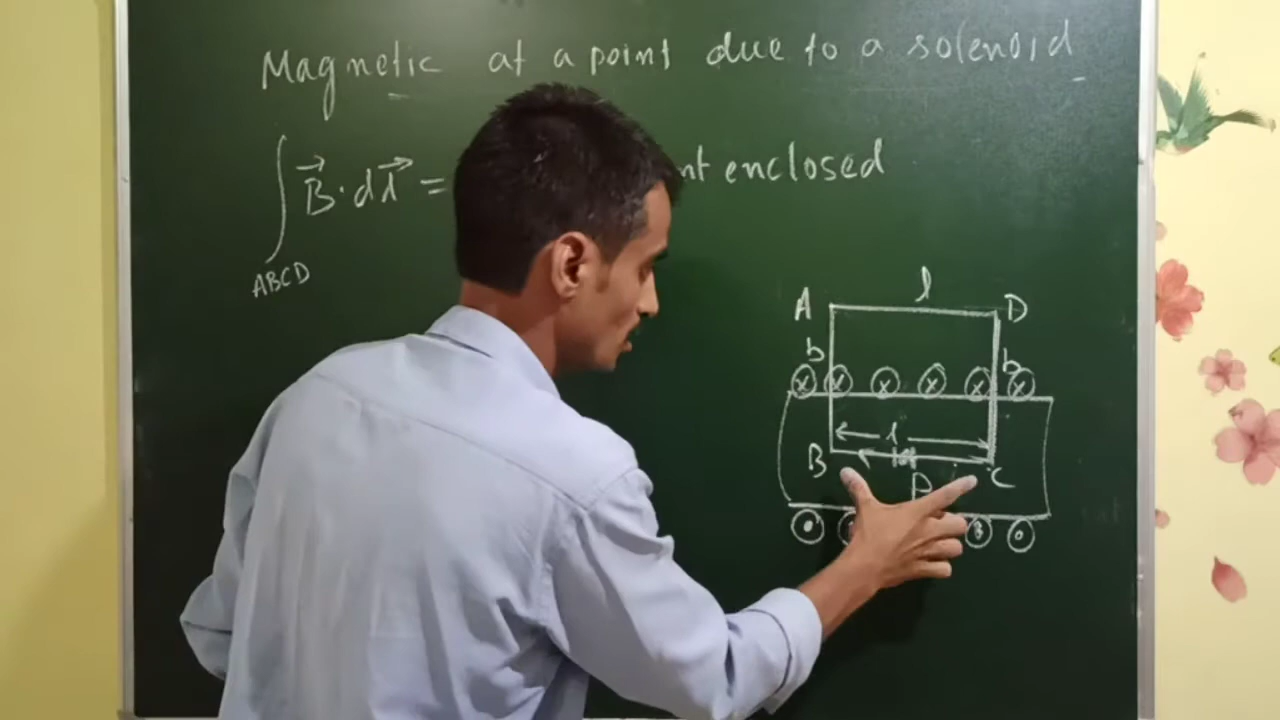 Magnetic at a point due to a solenoid
∫ B⃗·dl⃗ = nt enclosed
ABCD
l
A D
b b
x x x x x x
l
B C
P